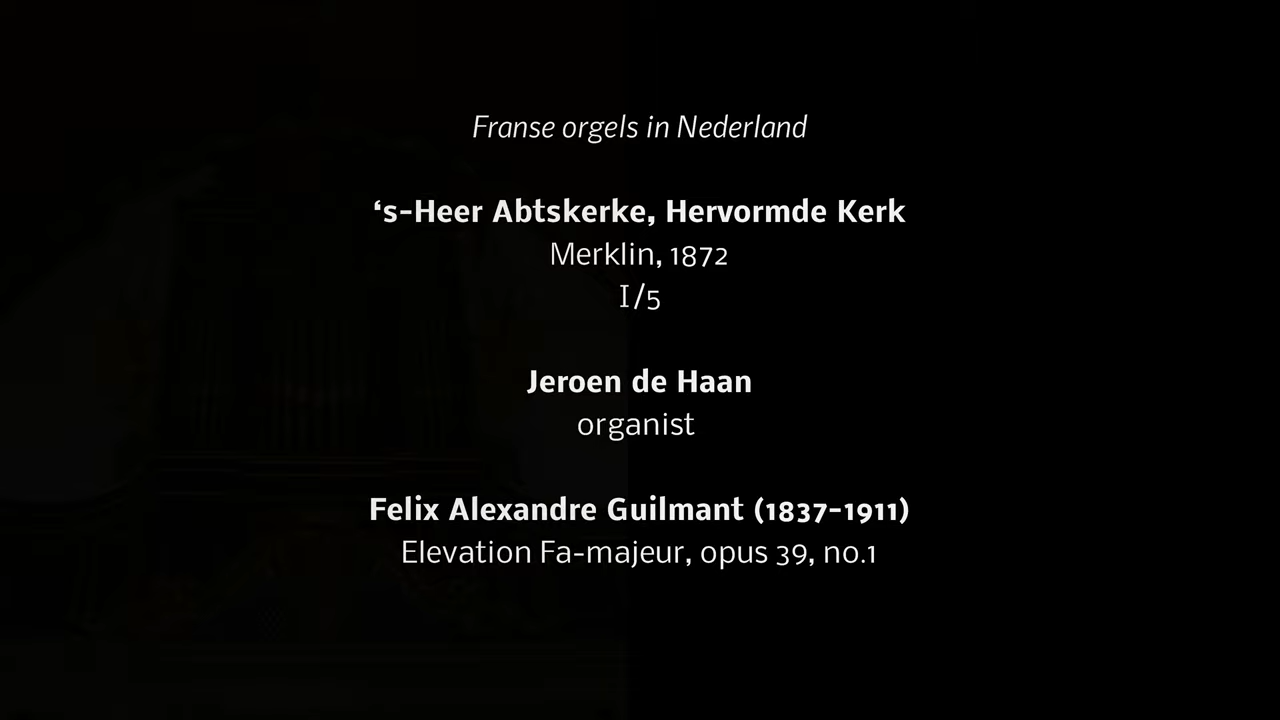 Franse orgels in Nederland
‘s-Heer Abtskerke, Hervormde Kerk
Merklin, 1872
I/5
Jeroen de Haan
organist
Felix Alexandre Guilmant (1837-1911)
Elevation Fa-majeur, opus 39, no.1